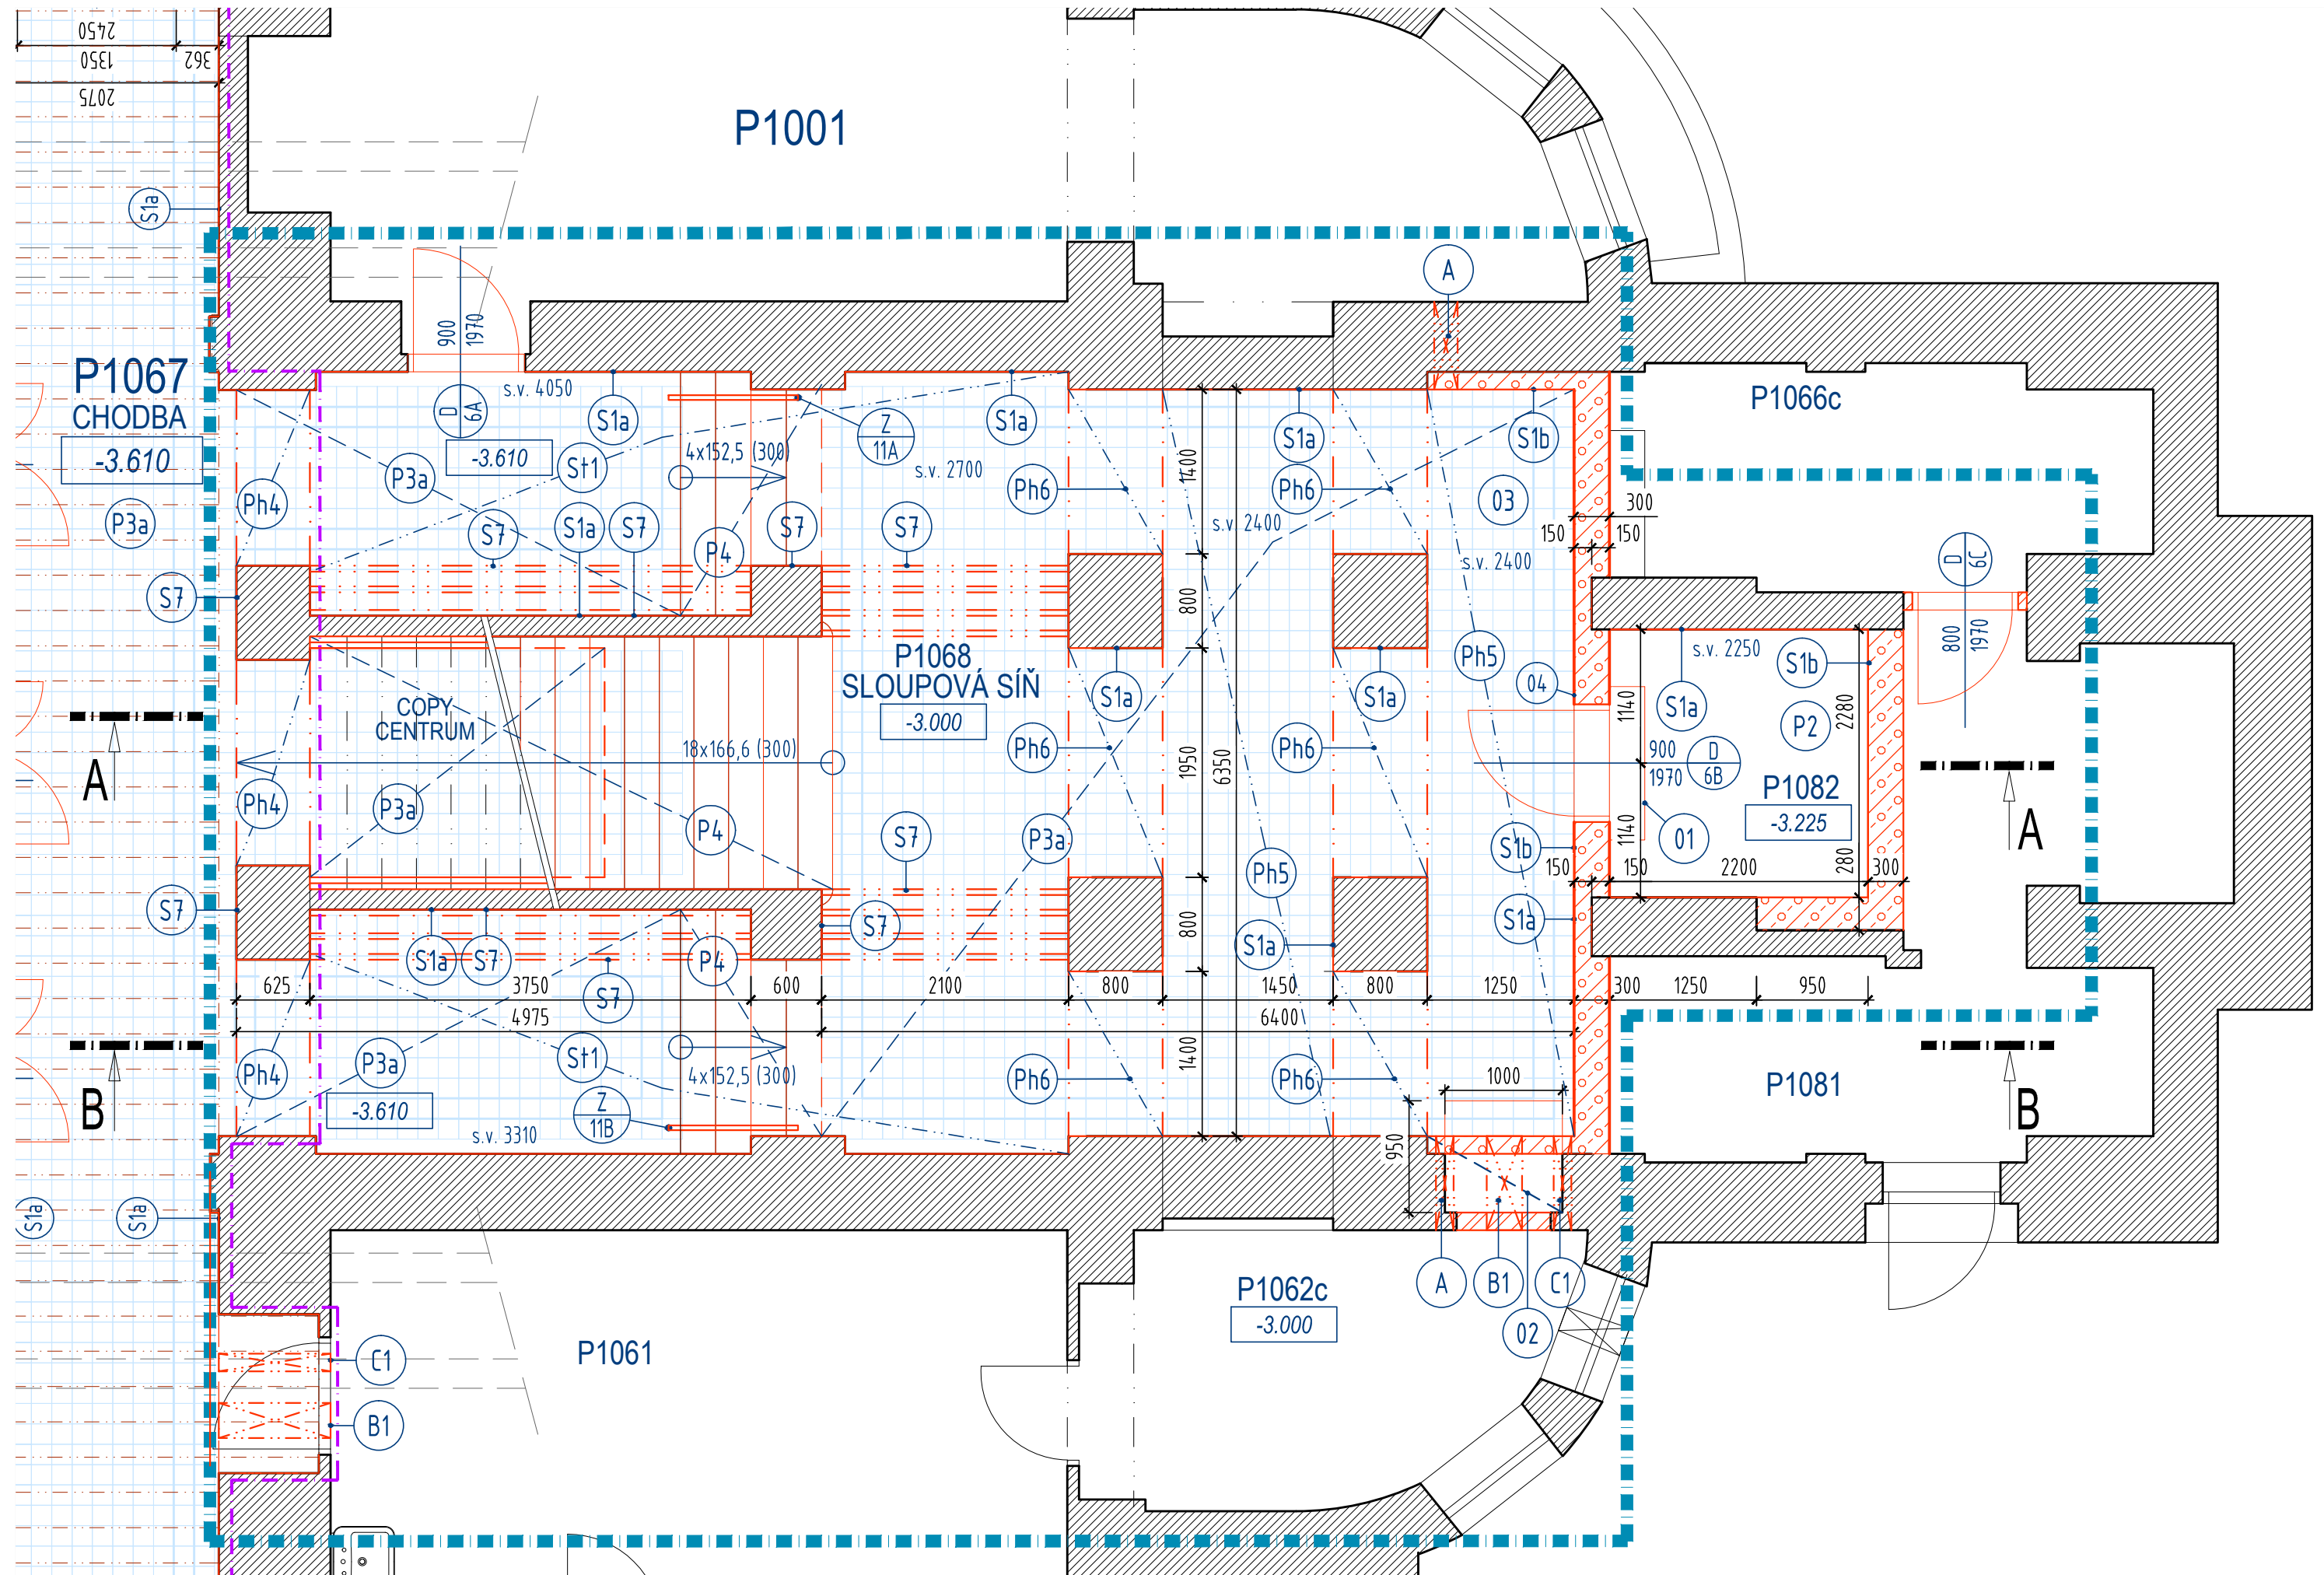 2450
1350
362
2075
P1001
S1a
A
900
1970
D
6A
P1067
CHODBA
-3.610
P3a
s.v. 4050
S1a
-3.610
P3a
St1
Ph4
S7
S1a
S7
4x152,5 (300)
Z
11A
S1a
s.v. 2700
P4
S7
S7
Ph6
1400
S1a
Ph6
s.v. 2400
S1b
03
s.v. 2400
300
150
150
P1066c
D
6C
800
1970
S7
800
P1068
SLOUPOVÁ SÍŇ
-3.000
COPY
CENTRUM
18x166,6 (300)
S1a
S1a
Ph5
04
1140
S1a
s.v. 2250
S1b
P2
2280
A
Ph4
P3a
P4
Ph6
1950
6350
Ph6
900
1970
D
6B
P1082
-3.225
A
S7
P3a
Ph5
S1b
1140
01
150
150
2200
280
300
S7
S1a
S7
S7
P4
S7
800
S1a
S1a
625
3750
600
2100
800
1450
800
1250
300
1250
950
4975
6400
B
Ph4
P3a
-3.610
St1
4x152,5 (300)
Z
11B
s.v. 3310
Ph6
1400
Ph6
1000
950
P1081
B
S1a
S1a
A
B1
C1
02
P1062c
-3.000
P1061
C1
B1